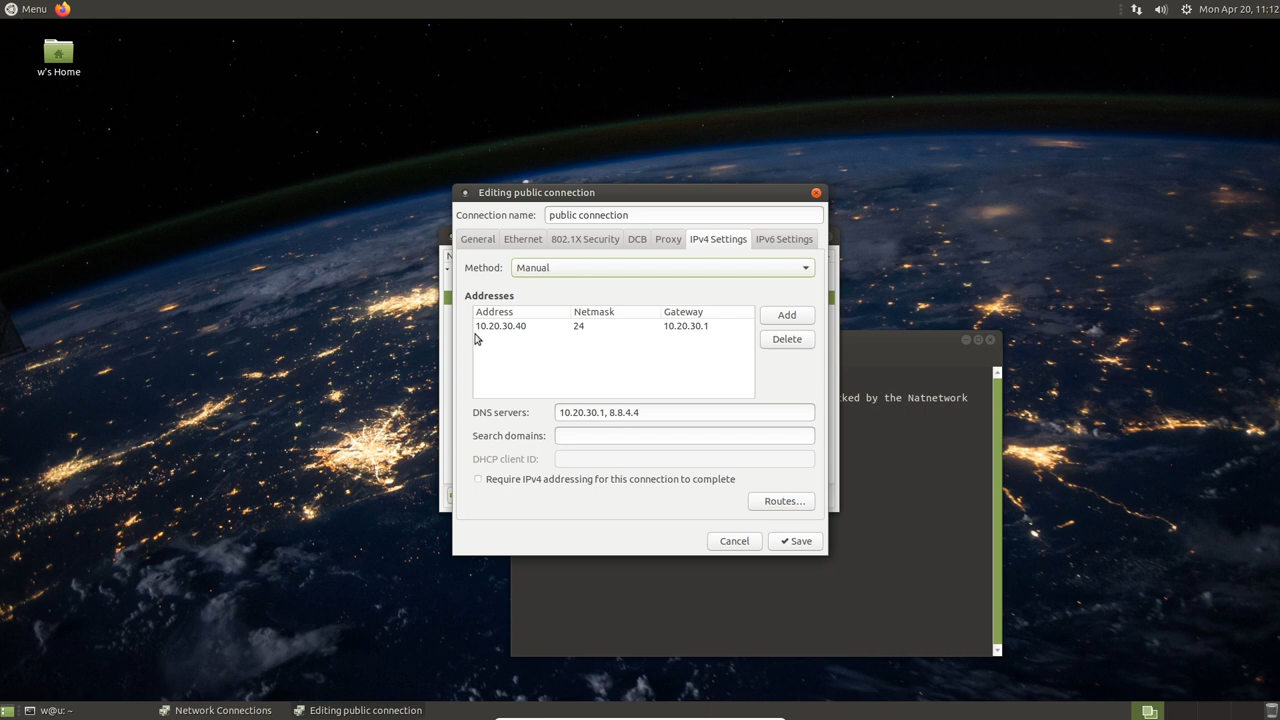 Menu
Mon Apr 20, 11:12
w's Home
Editing public connection
Connection name: public connection
General Ethernet 802.1X Security DCB Proxy IPv4 Settings IPv6 Settings
Method: Manual
Addresses
Address Netmask Gateway
10.20.30.40 24 10.20.30.1
Add
Delete
ked by the Natnetwork
DNS servers: 10.20.30.1, 8.8.4.4
Search domains:
DHCP client ID:
Require IPv4 addressing for this connection to complete
Routes...
Cancel Save
w@u: ~ Network Connections Editing public connection